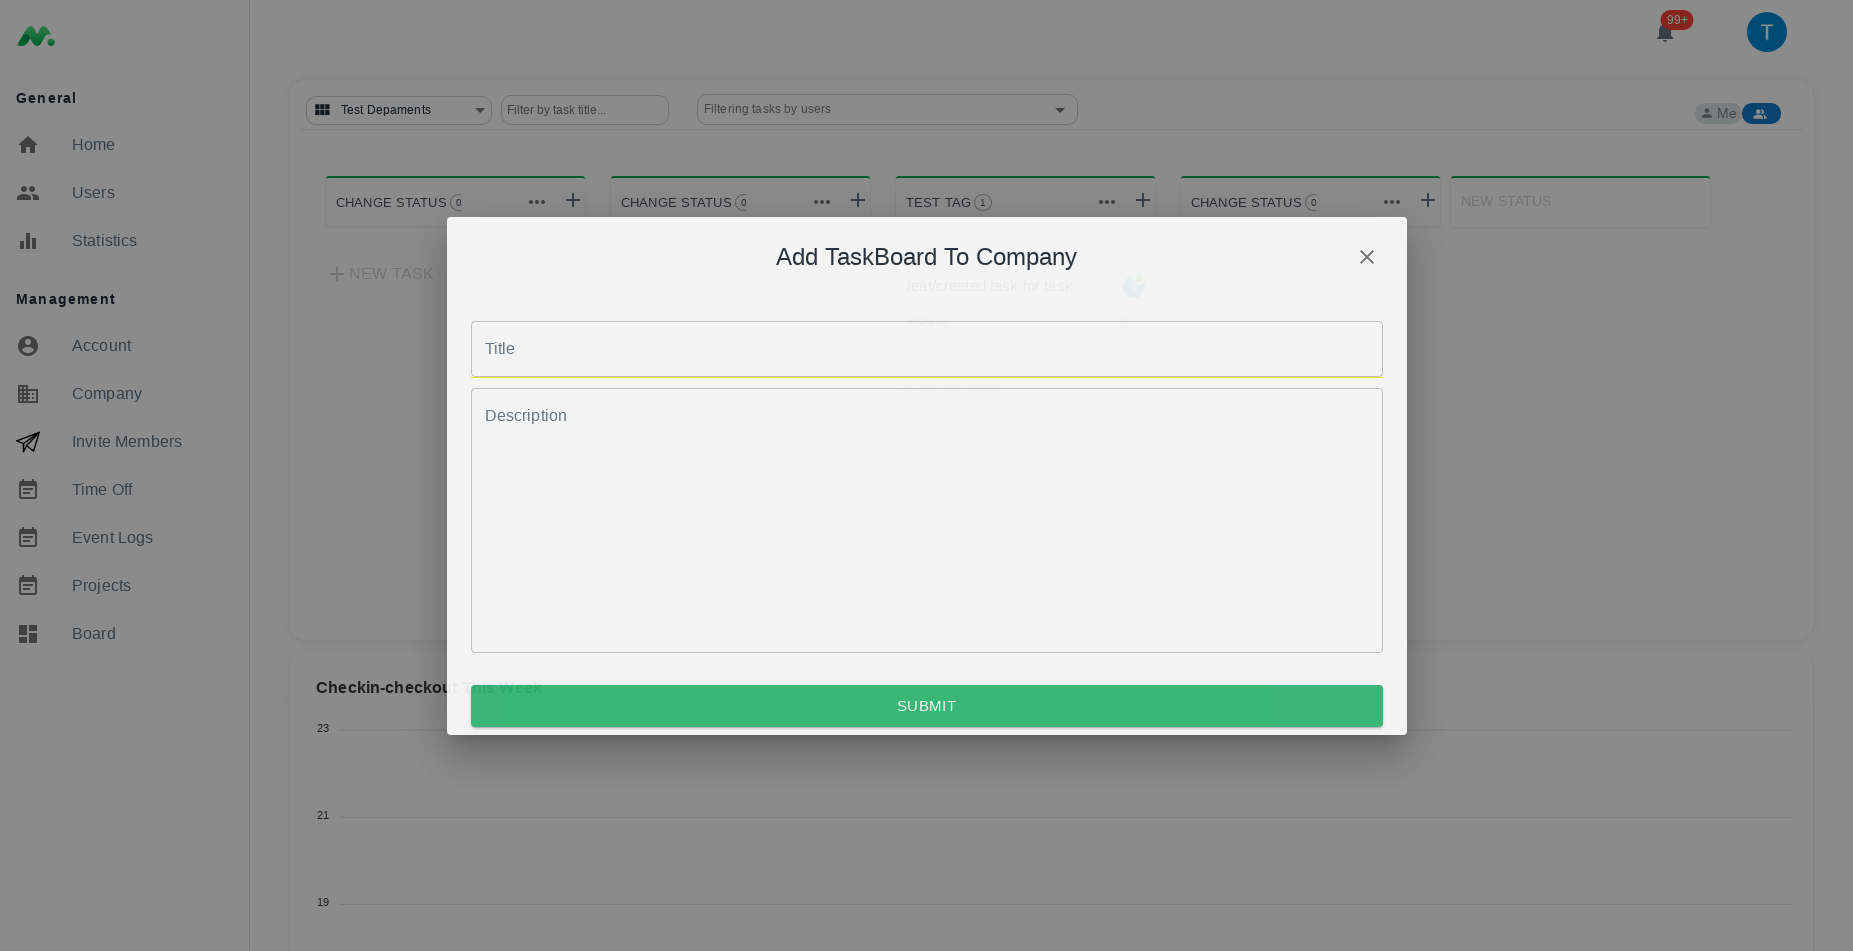 99+
T
General
Home
Users
Statistics
Management
Account
Company
Invite Members
Time Off
Event Logs
Projects
Board
Test Depaments
Filter by task title...
Filtering tasks by users
Me
CHANGE STATUS 0
CHANGE STATUS 0
TEST TAG 1
CHANGE STATUS 0
NEW STATUS
NEW TASK
Add TaskBoard To Company
feat/created task for task
Title
Description
SUBMIT
Checkin-checkout This Week
23
21
19